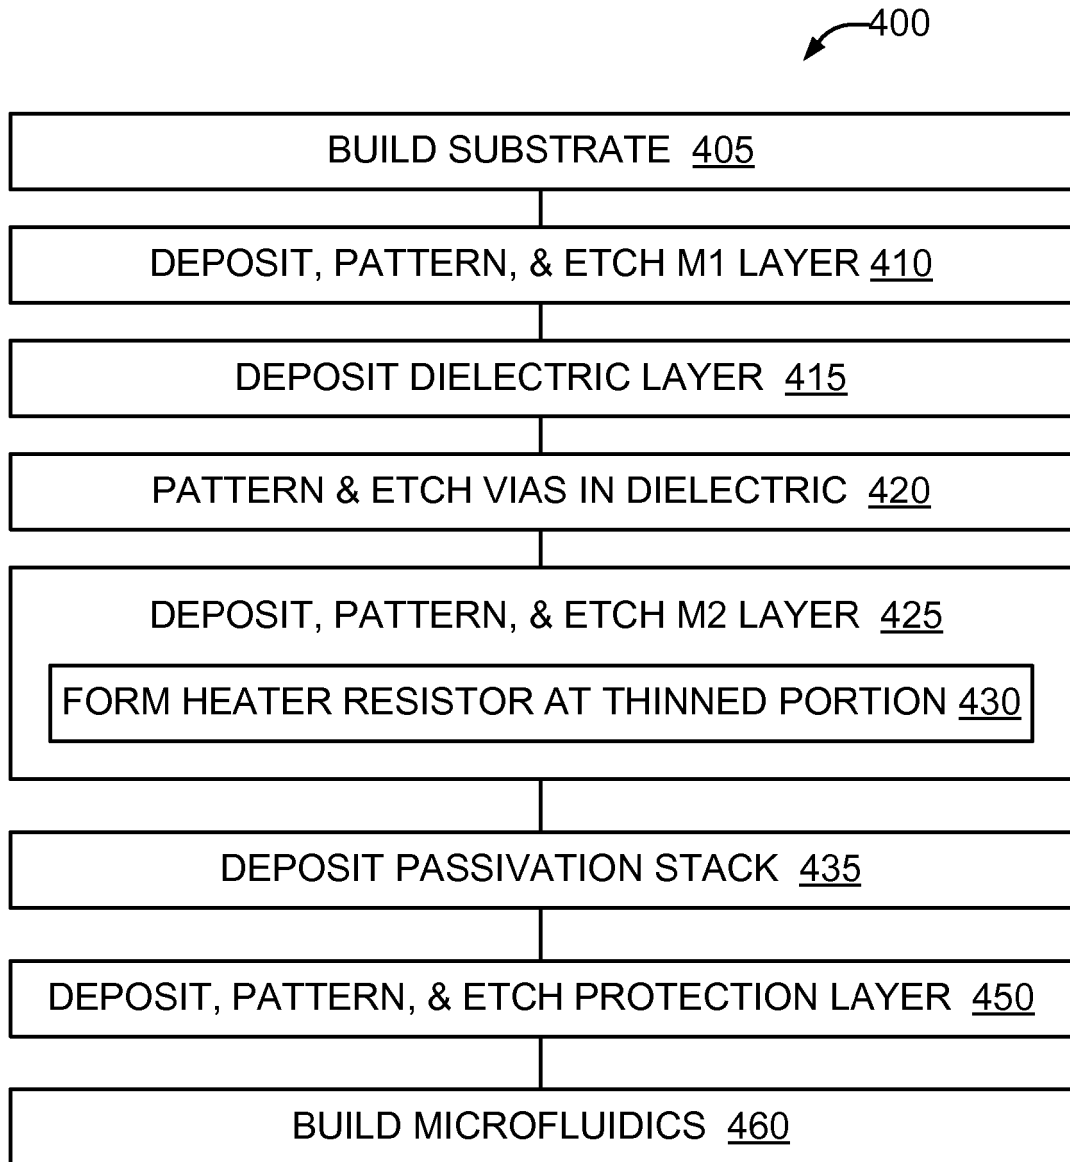 400
BUILD SUBSTRATE 405
DEPOSIT, PATTERN, & ETCH M1 LAYER 410
DEPOSIT DIELECTRIC LAYER 415
PATTERN & ETCH VIAS IN DIELECTRIC 420
DEPOSIT, PATTERN, & ETCH M2 LAYER 425
FORM HEATER RESISTOR AT THINNED PORTION 430
DEPOSIT PASSIVATION STACK 435
DEPOSIT, PATTERN, & ETCH PROTECTION LAYER 450
BUILD MICROFLUIDICS 460